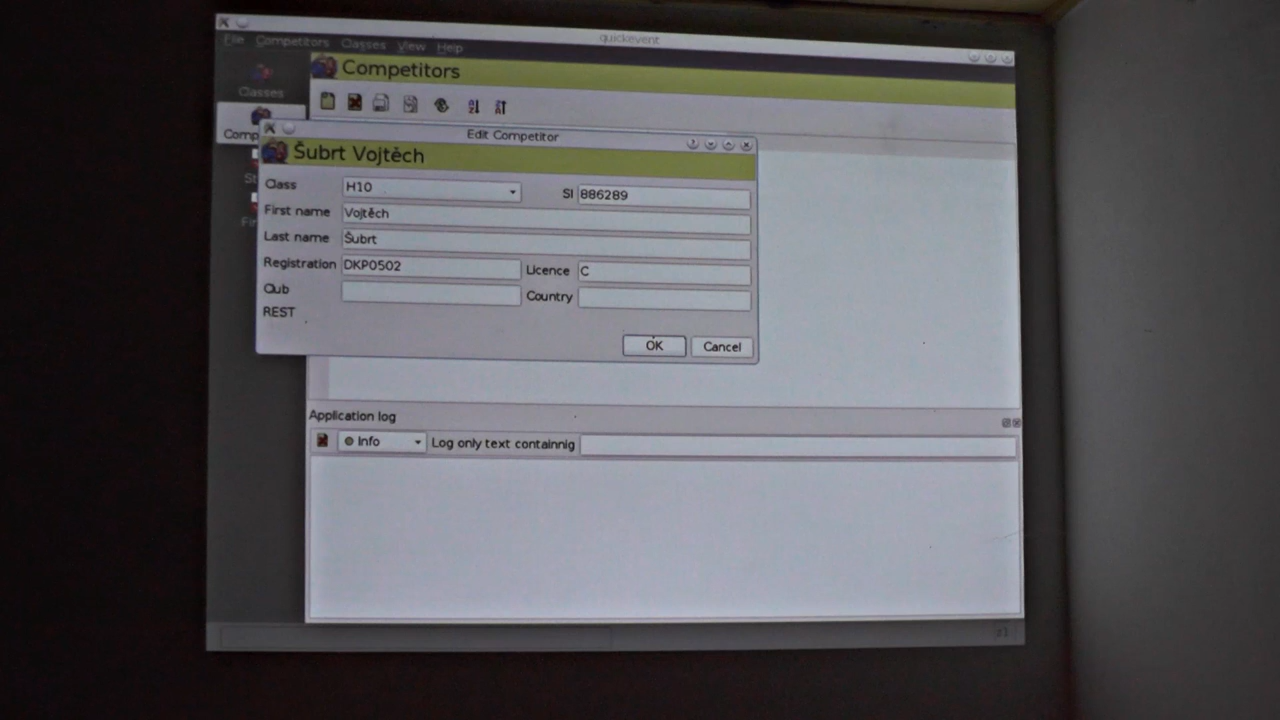 quickevent
File Competitors Classes View Help
Competitors
Classes
Edit Competitor
Šubrt Vojtěch
Class H10 SI 886289
First name Vojtěch
Last name Šubrt
Registration DKP0502 Licence C
Club Country
REST
OK Cancel
Application log
Info Log only text containnig